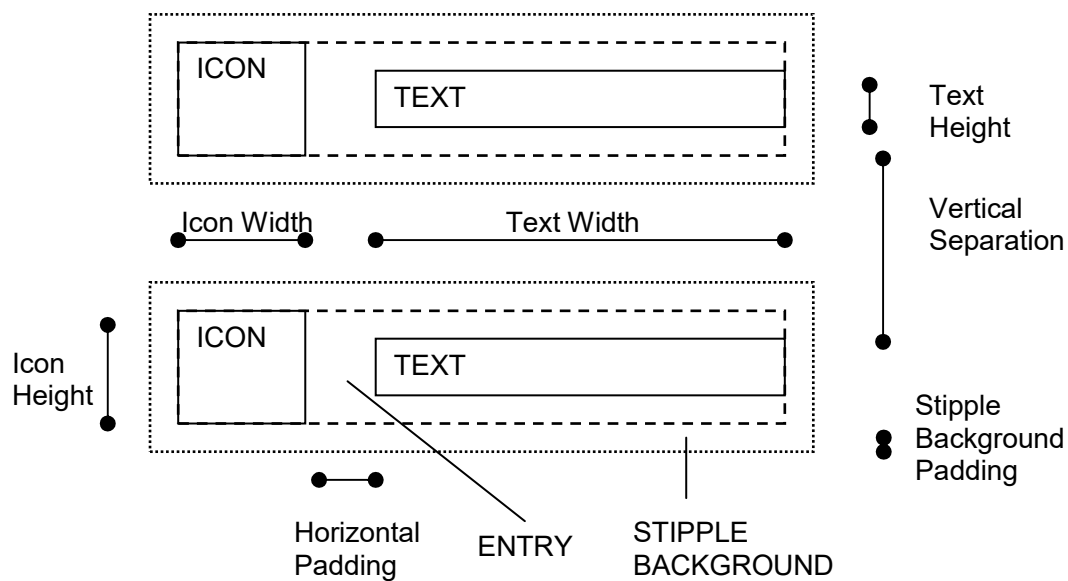 ICON
TEXT
Text
Height
Icon Width
Text Width
Vertical
Separation
ICON
TEXT
Icon
Height
Stipple
Background
Padding
Horizontal
Padding
ENTRY
STIPPLE
BACKGROUND